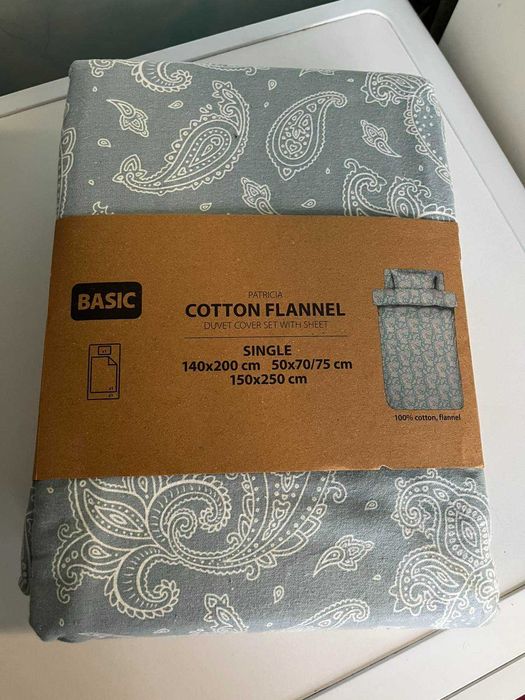 BASIC
PATRICIA
COTTON FLANNEL
DUVET COVER SET WITH SHEET
SINGLE
140x200 cm 50x70/75 cm
150x250 cm
100% cotton, flannel